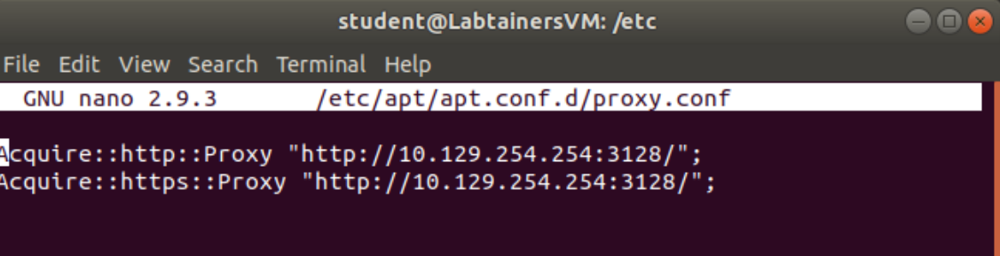 student@LabtainersVM: /etc
File Edit View Search Terminal Help
GNU nano 2.9.3 /etc/apt/apt.conf.d/proxy.conf
Acquire::http::Proxy "http://10.129.254.254:3128/";
Acquire::https::Proxy "http://10.129.254.254:3128/";